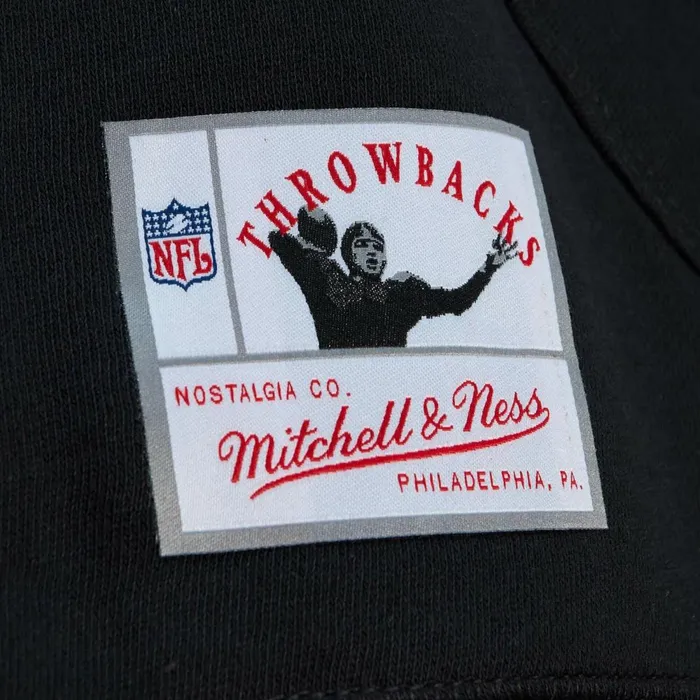 NFL
THROWBACKS
NOSTALGIA CO.
Mitchell & Ness
PHILADELPHIA, PA.